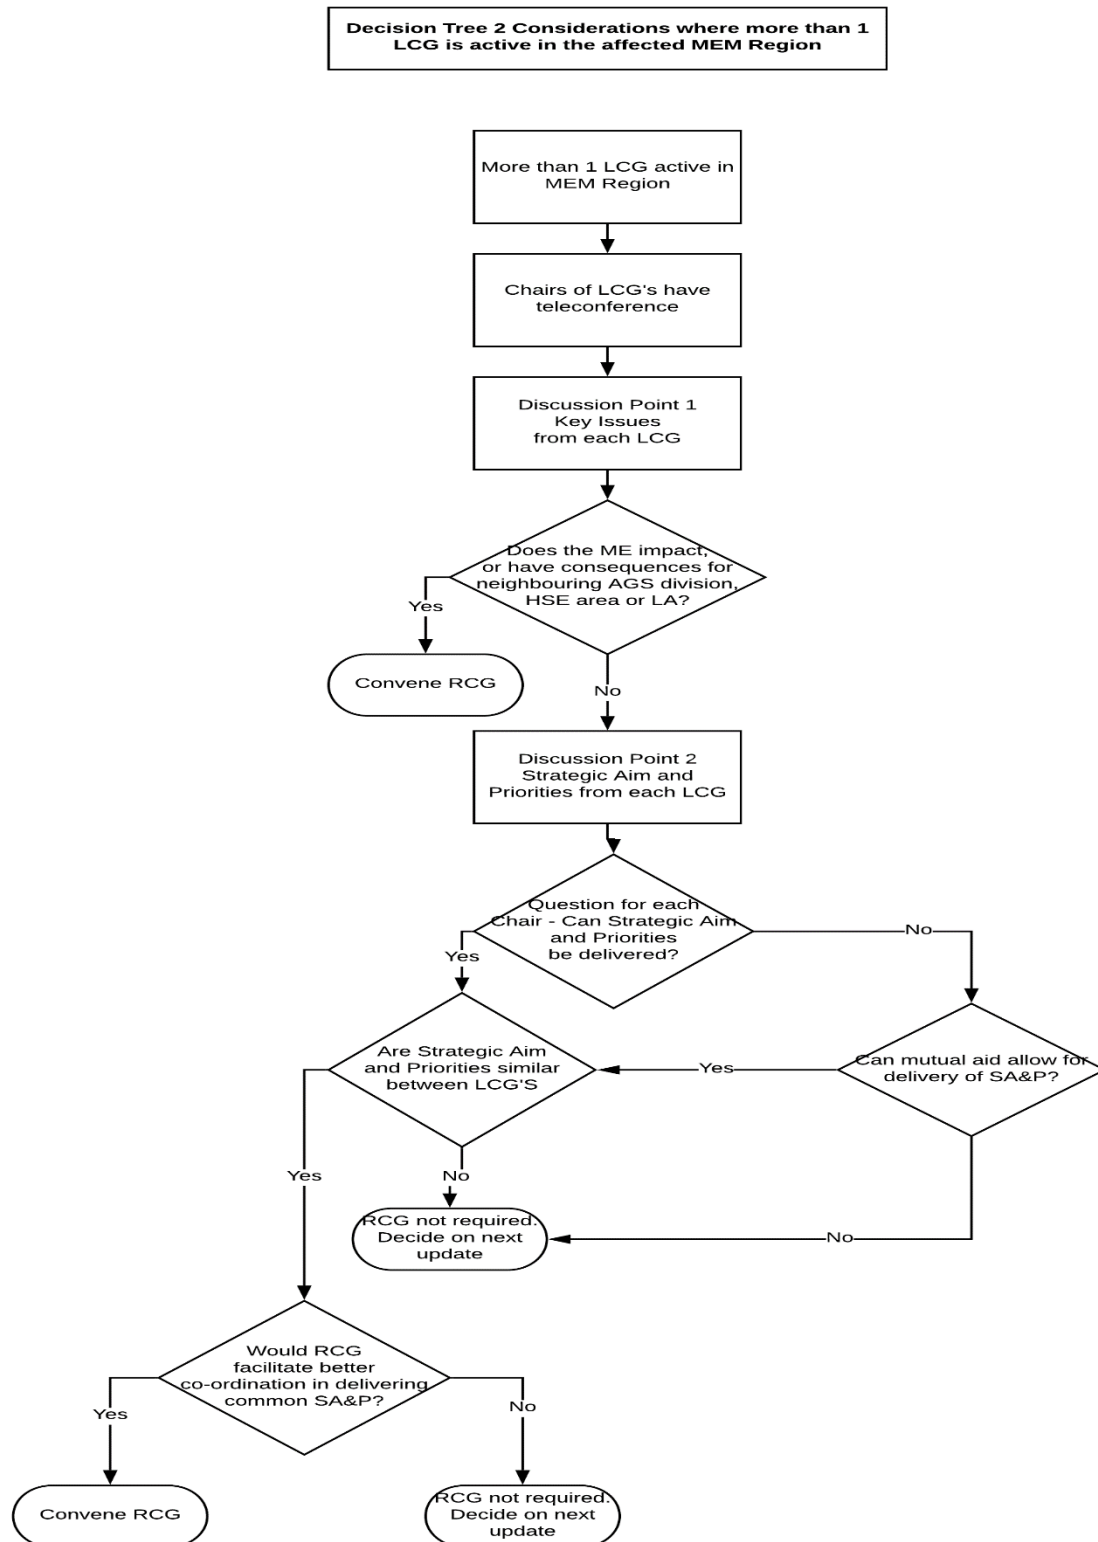 Decision Tree 2 Considerations where more than 1
LCG is active in the affected MEM Region
More than 1 LCG active in
MEM Region
Chairs of LCG's have
teleconference
Discussion Point 1
Key Issues
from each LCG
Does the ME impact,
or have consequences for
neighbouring AGS division,
HSE area or LA?
Yes
Convene RCG
No
Discussion Point 2
Strategic Aim and
Priorities from each LCG
Question for each
Chair - Can Strategic Aim
and Priorities
be delivered?
No
Yes
Are Strategic Aim
and Priorities similar
between LCG'S
Yes
Can mutual aid allow for
delivery of SA&P?
Yes
No
RCG not required.
Decide on next
update
No
Would RCG
facilitate better
co-ordination in delivering
common SA&P?
Yes
No
Convene RCG
RCG not required.
Decide on next
update